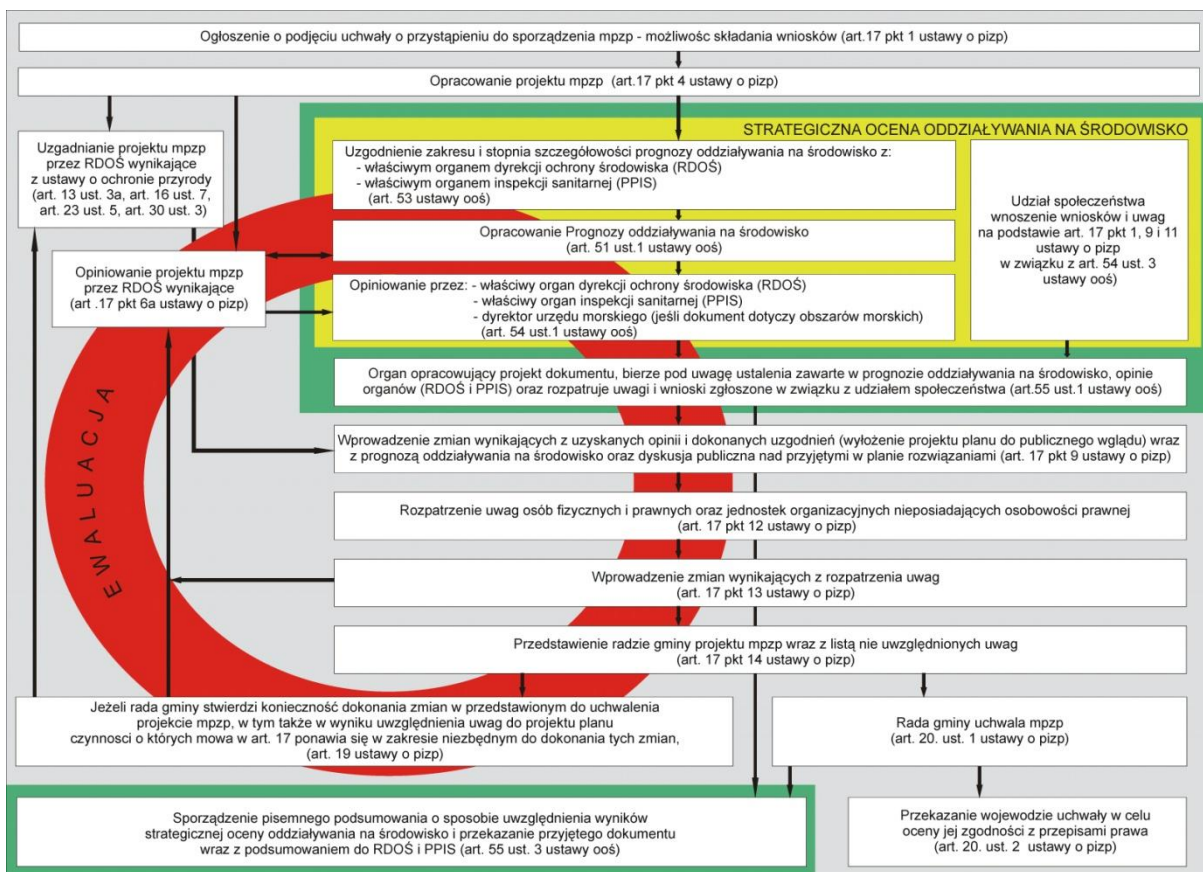 Ogłoszenie o podjęciu uchwały o przystąpieniu do sporządzenia mpzp - możliwośc składania wniosków (art.17 pkt 1 ustawy o pizp)
Opracowanie projektu mpzp (art.17 pkt 4 ustawy o pizp)
STRATEGICZNA OCENA ODDZIAŁYWANIA NA ŚRODOWISKO
Uzgadnianie projektu mpzp
przez RDOŚ wynikające
z ustawy o ochronie przyrody
(art. 13 ust. 3a, art. 16 ust. 7,
art. 23 ust. 5, art. 30 ust. 3)
Uzgodnienie zakresu i stopnia szczegółowości prognozy oddziaływania na środowisko z:
- właściwym organem dyrekcji ochrony środowiska (RDOŚ)
- właściwym organem inspekcji sanitarnej (PPIS)
(art. 53 ustawy ooś)
Udział społeczeństwa
wnoszenie wniosków i uwag
na podstawie art. 17 pkt 1, 9 i 11
ustawy o pizp
w związku z art. 54 ust. 3
ustawy ooś)
Opracowanie Prognozy oddziaływania na środowisko
(art. 51 ust.1 ustawy ooś)
Opiniowanie projektu mpzp
przez RDOŚ wynikające
(art .17 pkt 6a ustawy o pizp)
Opiniowanie przez: - właściwy organ dyrekcji ochrony środowiska (RDOŚ)
- właściwy organ inspekcji sanitarnej (PPIS)
- dyrektor urzędu morskiego (jeśli dokument dotyczy obszarów morskich)
(art. 54 ust.1 ustawy ooś)
Organ opracowujący projekt dokumentu, bierze pod uwagę ustalenia zawarte w prognozie oddziaływania na środowisko, opinie
organów (RDOŚ i PPIS) oraz rozpatruje uwagi i wnioski zgłoszone w związku z udziałem społeczeństwa (art.55 ust.1 ustawy ooś)
EWALUACJA
Wprowadzenie zmian wynikających z uzyskanych opinii i dokonanych uzgodnień (wyłożenie projektu planu do publicznego wglądu) wraz
z prognozą oddziaływania na środowisko oraz dyskusja publiczna nad przyjętymi w planie rozwiązaniami (art. 17 pkt 9 ustawy o pizp)
Rozpatrzenie uwag osób fizycznych i prawnych oraz jednostek organizacyjnych nieposiadających osobowości prawnej
(art. 17 pkt 12 ustawy o pizp)
Wprowadzenie zmian wynikających z rozpatrzenia uwag
(art. 17 pkt 13 ustawy o pizp)
Przedstawienie radzie gminy projektu mpzp wraz z listą nie uwzględnionych uwag
(art. 17 pkt 14 ustawy o pizp)
Jeżeli rada gminy stwierdzi konieczność dokonania zmian w przedstawionym do uchwalenia
projekcie mpzp, w tym także w wyniku uwzględnienia uwag do projektu planu
czynnosci o których mowa w art. 17 ponawia się w zakresie niezbędnym do dokonania tych zmian,
(art. 19 ustawy o pizp)
Rada gminy uchwala mpzp
(art. 20. ust. 1 ustawy o pizp)
Sporządzenie pisemnego podsumowania o sposobie uwzględnienia wyników
strategicznej oceny oddziaływania na środowisko i przekazanie przyjętego dokumentu
wraz z podsumowaniem do RDOŚ i PPIS (art. 55 ust. 3 ustawy ooś)
Przekazanie wojewodzie uchwały w celu
oceny jej zgodności z przepisami prawa
(art. 20. ust. 2 ustawy o pizp)